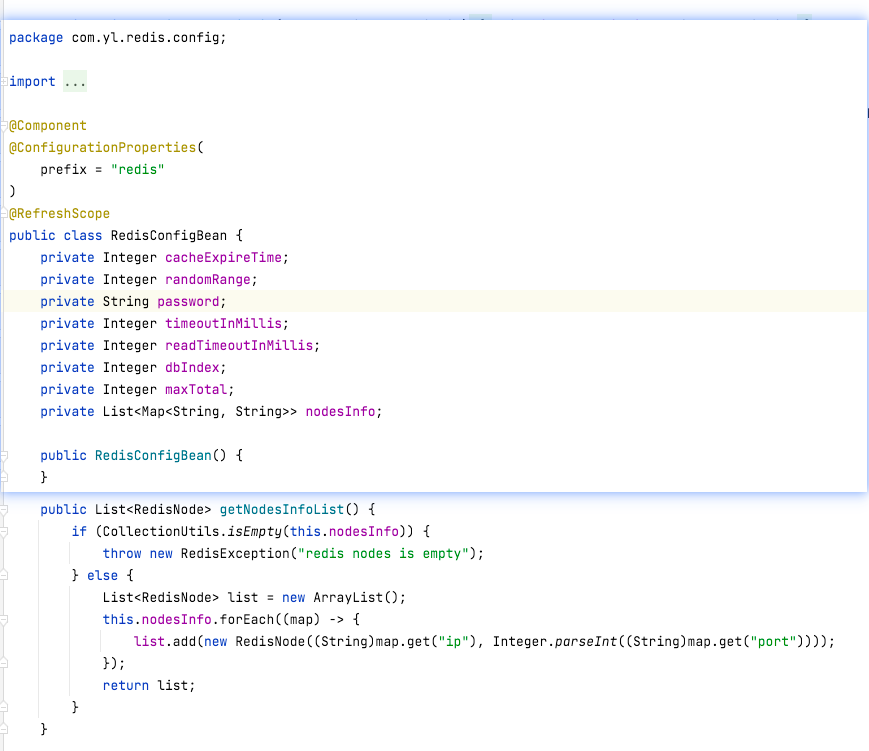 package com.yl.redis.config;
import ...
@Component
@ConfigurationProperties(
    prefix = "redis"
)
@RefreshScope
public class RedisConfigBean {
    private Integer cacheExpireTime;
    private Integer randomRange;
    private String password;
    private Integer timeoutInMillis;
    private Integer readTimeoutInMillis;
    private Integer dbIndex;
    private Integer maxTotal;
    private List<Map<String, String>> nodesInfo;
    public RedisConfigBean() {
    }
    public List<RedisNode> getNodesInfoList() {
        if (CollectionUtils.isEmpty(this.nodesInfo)) {
            throw new RedisException("redis nodes is empty");
        } else {
            List<RedisNode> list = new ArrayList();
            this.nodesInfo.forEach((map) -> {
                list.add(new RedisNode((String)map.get("ip"), Integer.parseInt((String)map.get("port"))));
            });
            return list;
        }
    }